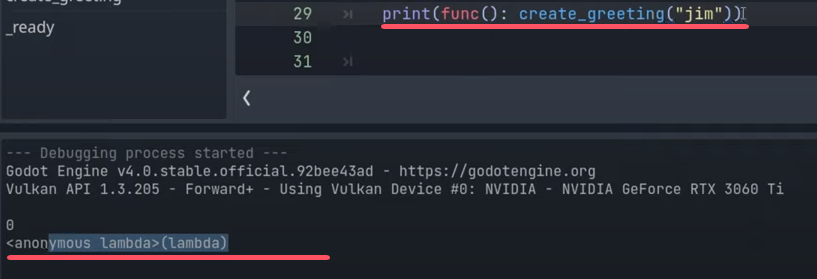 _ready
29 print(func(): create_greeting("jim"))
30
31
--- Debugging process started ---
Godot Engine v4.0.stable.official.92bee43ad - https://godotengine.org
Vulkan API 1.3.205 - Forward+ - Using Vulkan Device #0: NVIDIA - NVIDIA GeForce RTX 3060 Ti
0
<anonymous lambda>(lambda)